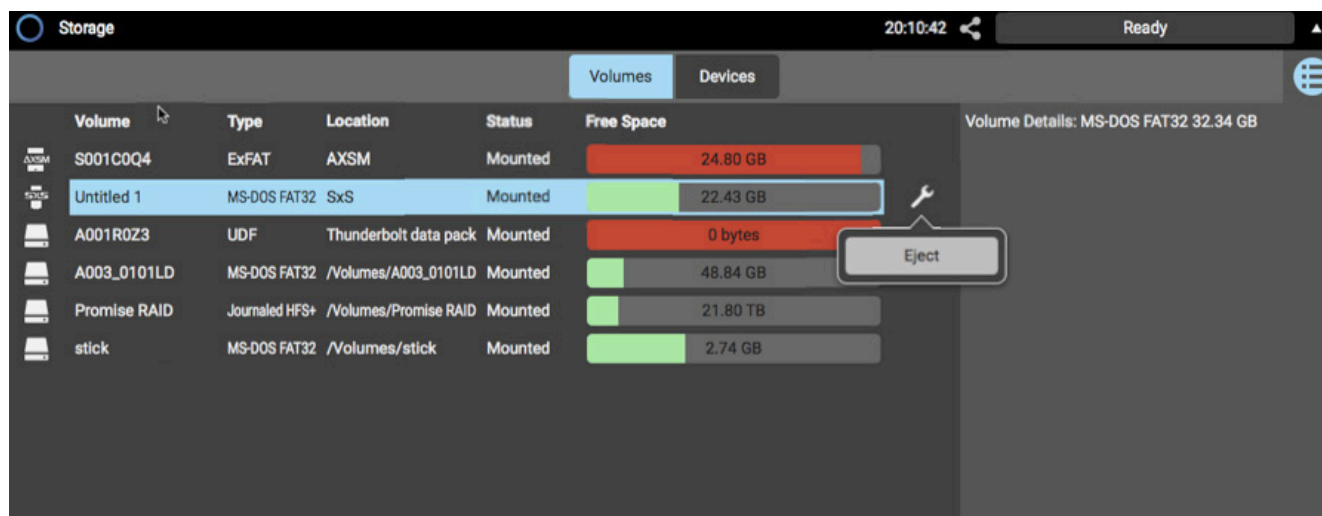 Storage 20:10:42 Ready
Volumes Devices
Volume Type Location Status Free Space Volume Details: MS-DOS FAT32 32.34 GB
AXSM S001C0Q4 ExFAT AXSM Mounted 24.80 GB
SxS Untitled 1 MS-DOS FAT32 SxS Mounted 22.43 GB
A001R0Z3 UDF Thunderbolt data pack Mounted 0 bytes
Eject
A003_0101LD MS-DOS FAT32 /Volumes/A003_0101LD Mounted 48.84 GB
Promise RAID Journaled HFS+ /Volumes/Promise RAID Mounted 21.80 TB
stick MS-DOS FAT32 /Volumes/stick Mounted 2.74 GB